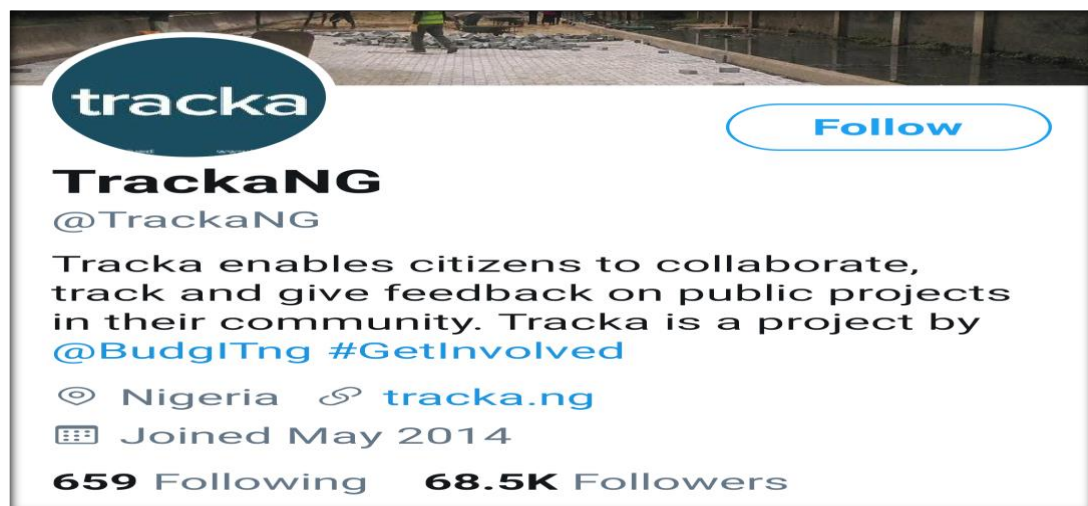 tracka
Follow
TrackaNG
@TrackaNG
Tracka enables citizens to collaborate,
track and give feedback on public projects
in their community. Tracka is a project by
@BudgITng #GetInvolved
Nigeria tracka.ng
Joined May 2014
659 Following 68.5K Followers